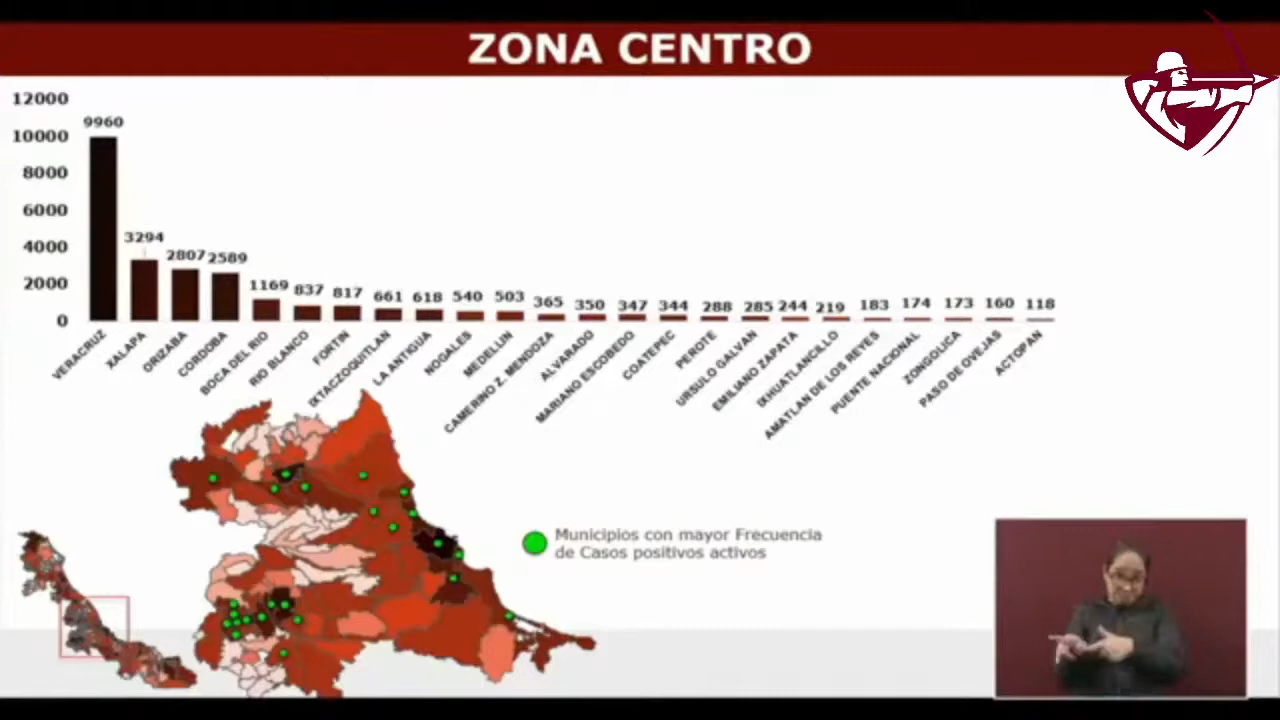 ZONA CENTRO
12000
10000
8000
6000
4000
2000
0
9960
3294
2807
2589
1169
837
817
661
618
540
503
365
350
347
344
288
285
244
219
183
174
173
160
118
VERACRUZ
XALAPA
ORIZABA
CORDOBA
BOCA DEL RIO
RIO BLANCO
FORTIN
IXTACZOQUITLAN
LA ANTIGUA
NOGALES
MEDELLIN
CAMERINO Z. MENDOZA
ALVARADO
MARIANO ESCOBEDO
COATEPEC
PEROTE
URSULO GALVAN
EMILIANO ZAPATA
IXHUATLANCILLO
AMATLAN DE LOS REYES
PUENTE NACIONAL
ZONGOLICA
PASO DE OVEJAS
ACTOPAN
Municipios con mayor Frecuencia
de Casos positivos activos